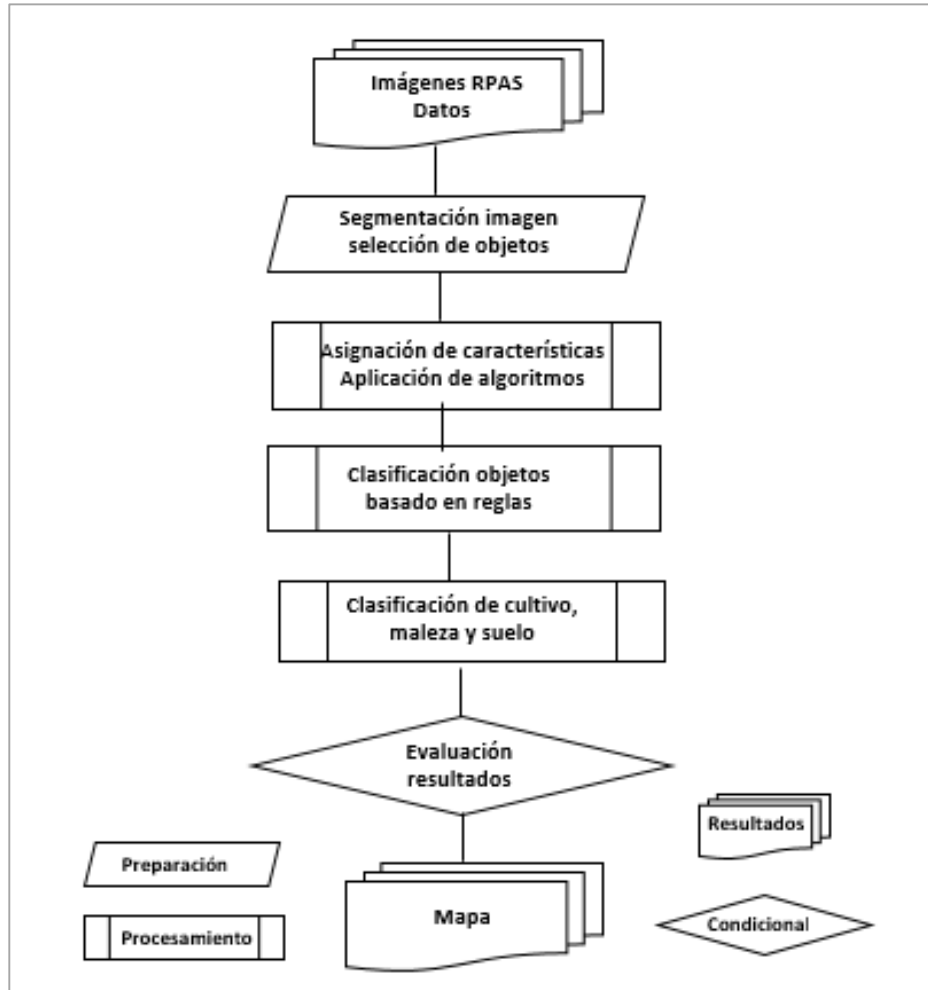 Imágenes RPAS
Datos
Segmentación imagen
selección de objetos
Asignación de características
Aplicación de algoritmos
Clasificación objetos
basado en reglas
Clasificación de cultivo,
maleza y suelo
Evaluación
resultados
Resultados
Preparación
Mapa
Condicional
Procesamiento